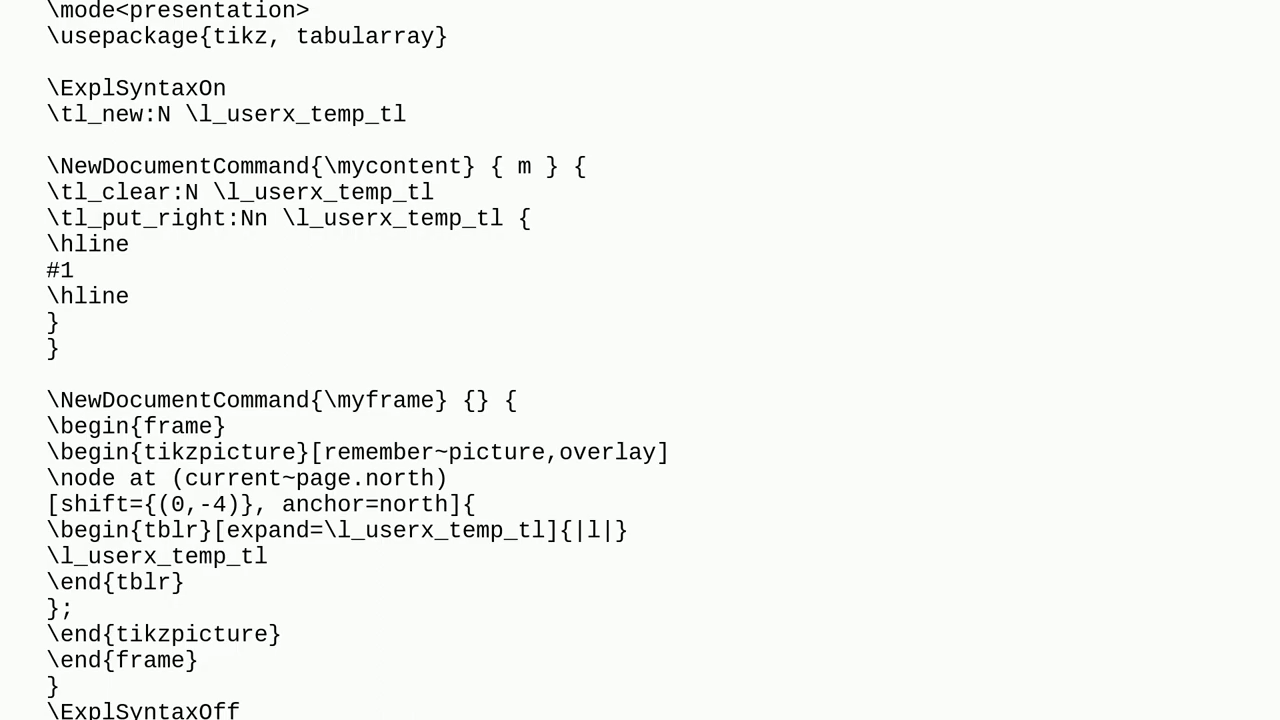 \mode<presentation>
\usepackage{tikz, tabularray}
\ExplSyntaxOn
\tl_new:N \l_userx_temp_tl
\NewDocumentCommand{\mycontent} { m } {
\tl_clear:N \l_userx_temp_tl
\tl_put_right:Nn \l_userx_temp_tl {
\hline
#1
\hline
}
}
\NewDocumentCommand{\myframe} {} {
\begin{frame}
\begin{tikzpicture}[remember~picture,overlay]
\node at (current~page.north)
[shift={(0,-4)}, anchor=north]{
\begin{tblr}[expand=\l_userx_temp_tl]{|l|}
\l_userx_temp_tl
\end{tblr}
};
\end{tikzpicture}
\end{frame}
}
\ExplSyntaxOff